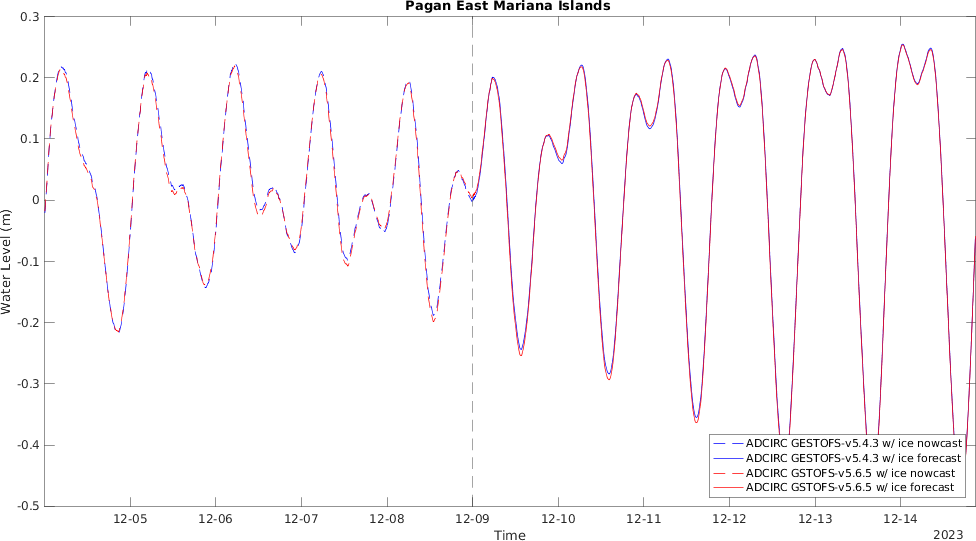 Pagan East Mariana Islands
0.3
0.2
0.1
0
-0.1
-0.2
-0.3
-0.4
-0.5
Water Level (m)
ADCIRC GESTOFS-v5.4.3 w/ ice nowcast
ADCIRC GESTOFS-v5.4.3 w/ ice forecast
ADCIRC GSTOFS-v5.6.5 w/ ice nowcast
ADCIRC GSTOFS-v5.6.5 w/ ice forecast
12-05 12-06 12-07 12-08 12-09 12-10 12-11 12-12 12-13 12-14
Time
2023